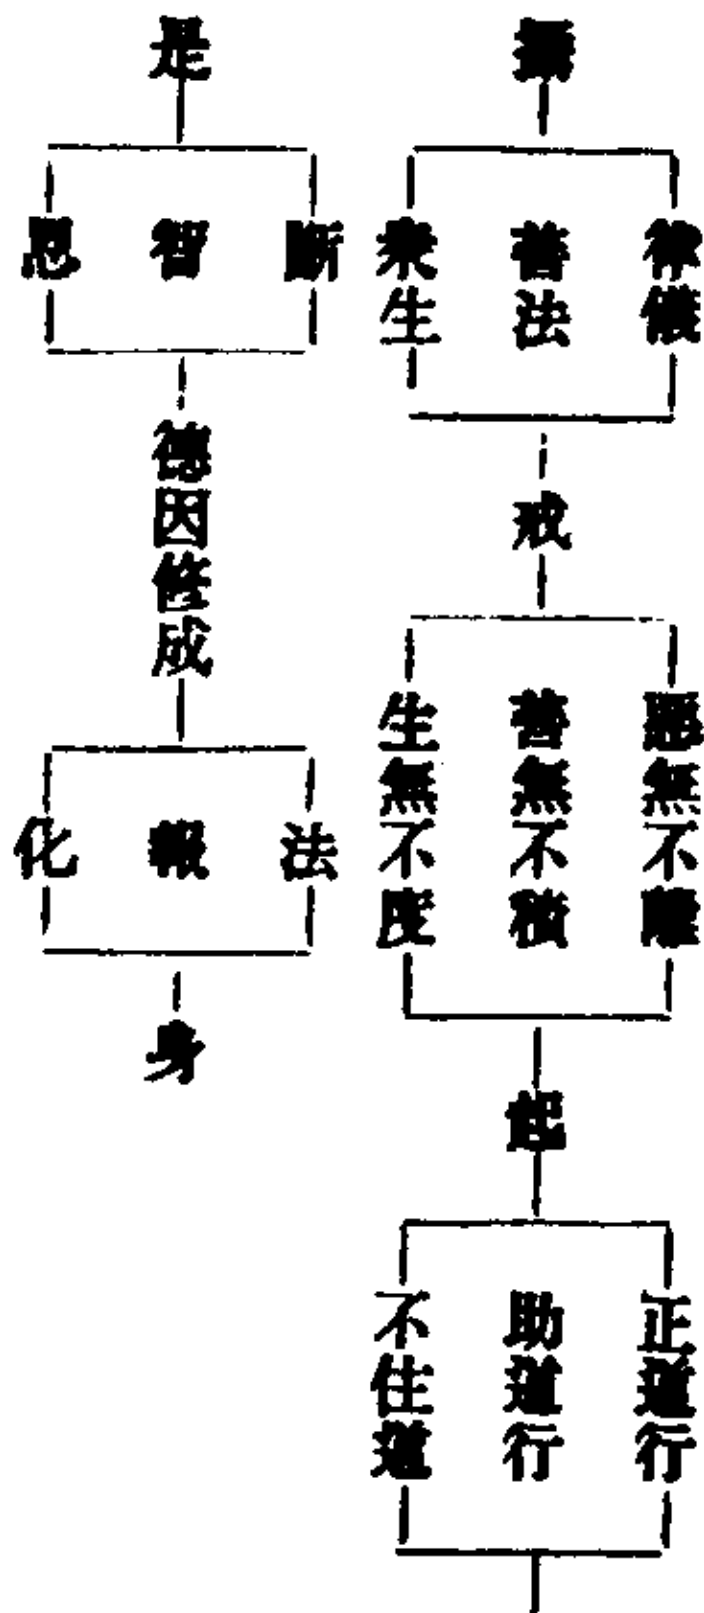 攝
律儀
善法
衆生
戒
惡無不離
善無不積
生無不度
起
正道行
助道行
不住道
是
斷
智
恩
德因修成
法
報
化
身